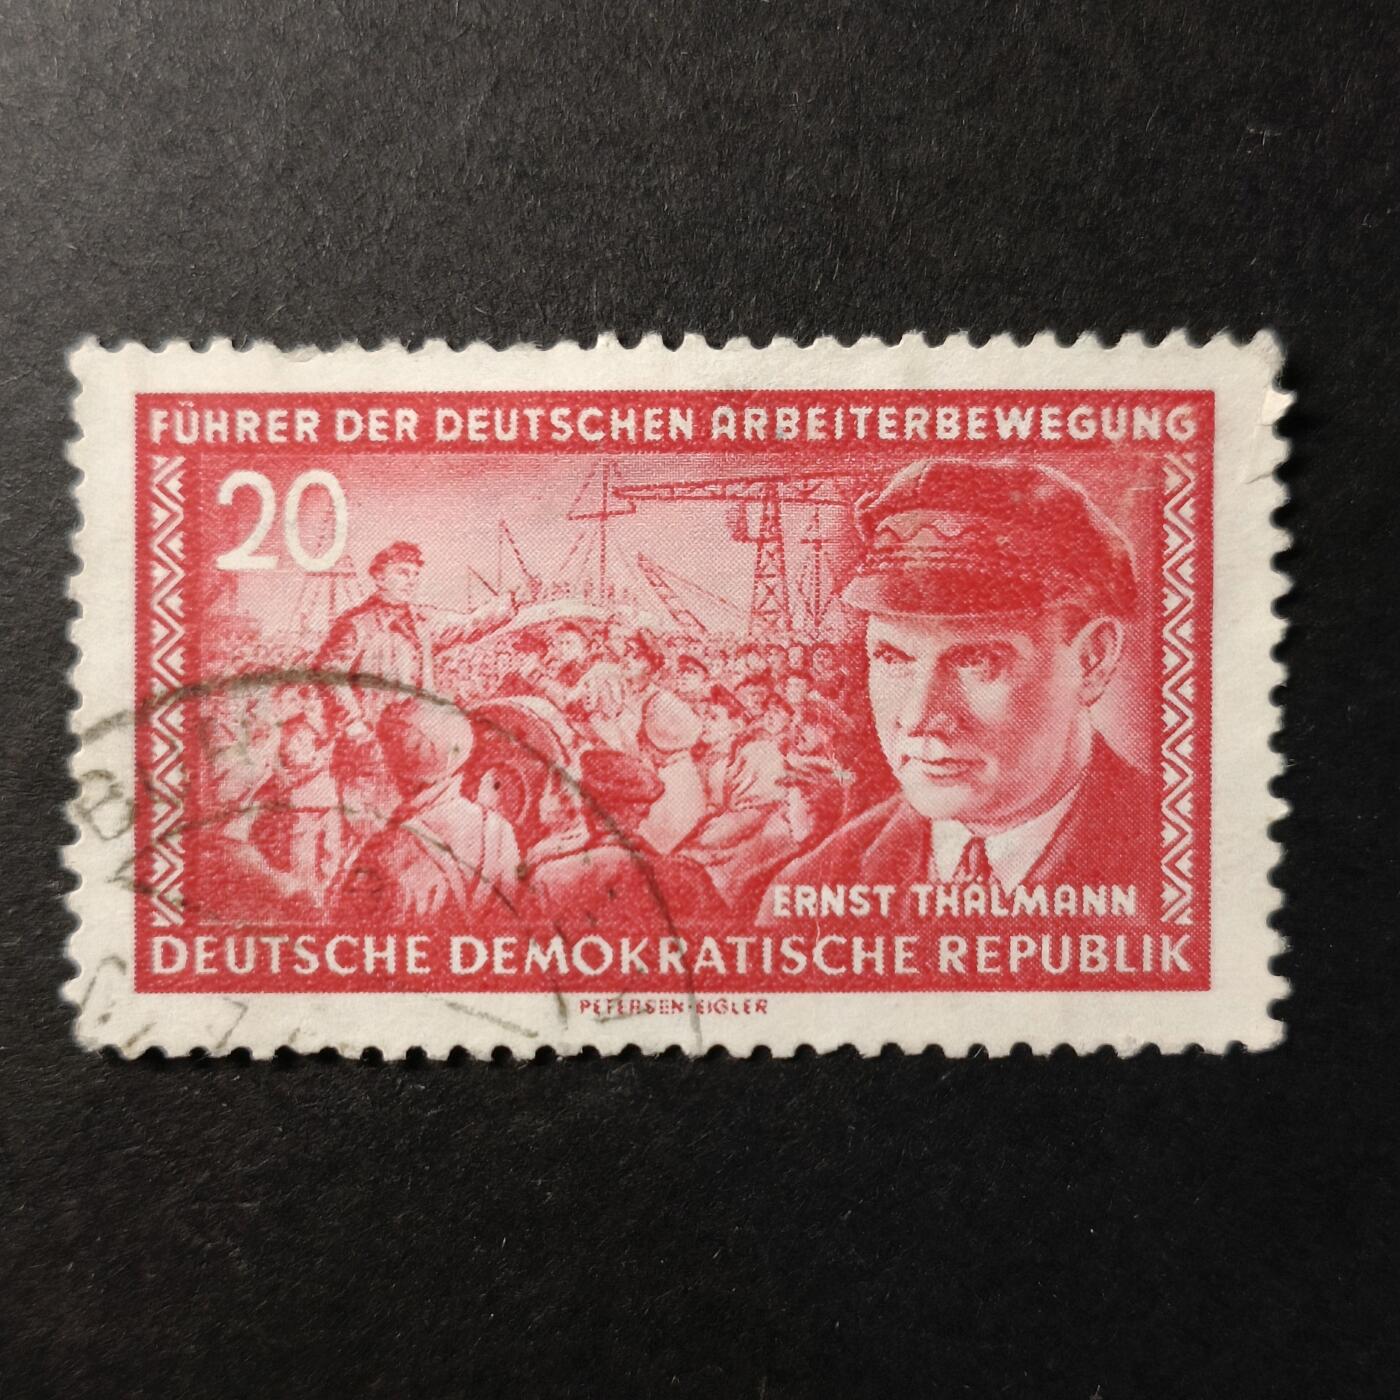 FÜHRER DER DEUTSCHEN ARBEITERBEWEGUNG
20
ERNST THÄLMANN
DEUTSCHE DEMOKRATISCHE REPUBLIK
PETERSEN-EIGLER